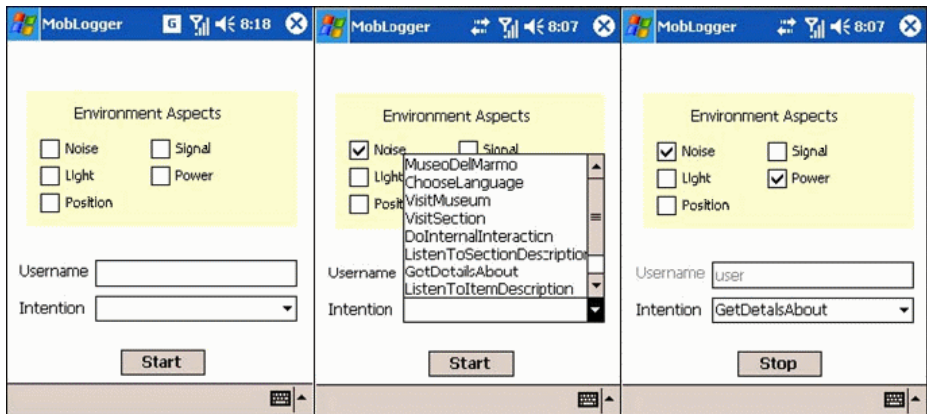 MobLogger G 8:18
Environment Aspects
Noise Signal
Light Power
Position
Username
Intention
Start
MobLogger 8:07
Environment Aspects
Noise Signal
MuseoDelMarmo
Light ChooseLanguage
VisitMuseum
VisitSection
DoInternalInteraction
ListenToSectionDescription
Username GetDetailsAbout
ListenToItemDescription
Intention
Start
MobLogger 8:07
Environment Aspects
Noise Signal
Light Power
Position
Username user
Intention GetDetalsAbout
Stop